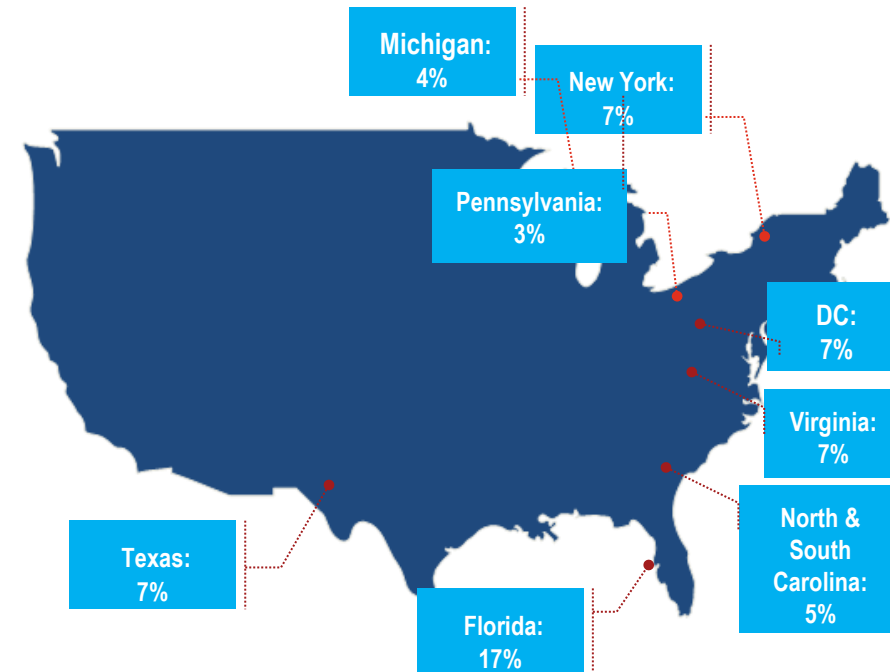 Michigan:
4%
New York:
7%
Pennsylvania:
3%
DC:
7%
Virginia:
7%
North &
South
Carolina:
5%
Texas:
7%
Florida:
17%